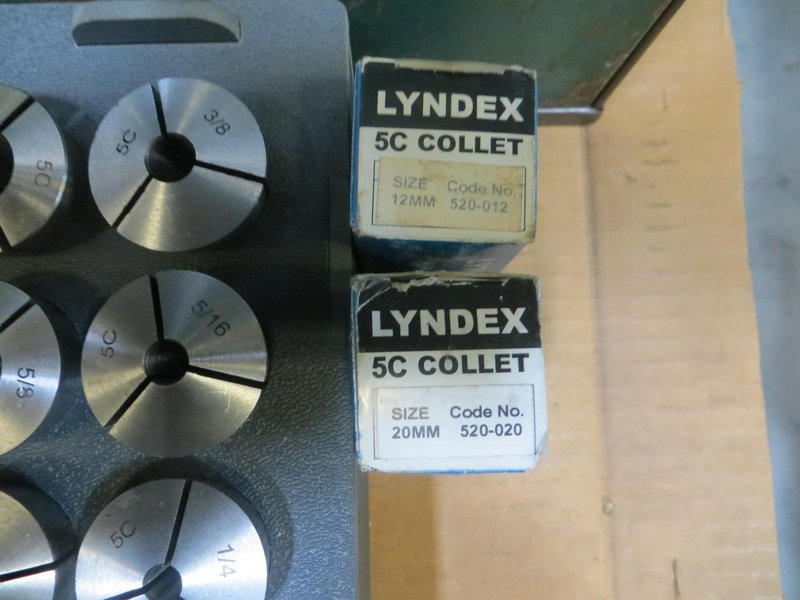 5C
5C
3/8
5/8
5C
5/16
5C
1/4
LYNDEX
5C COLLET
SIZE Code No.
12MM 520-012
LYNDEX
5C COLLET
SIZE Code No.
20MM 520-020